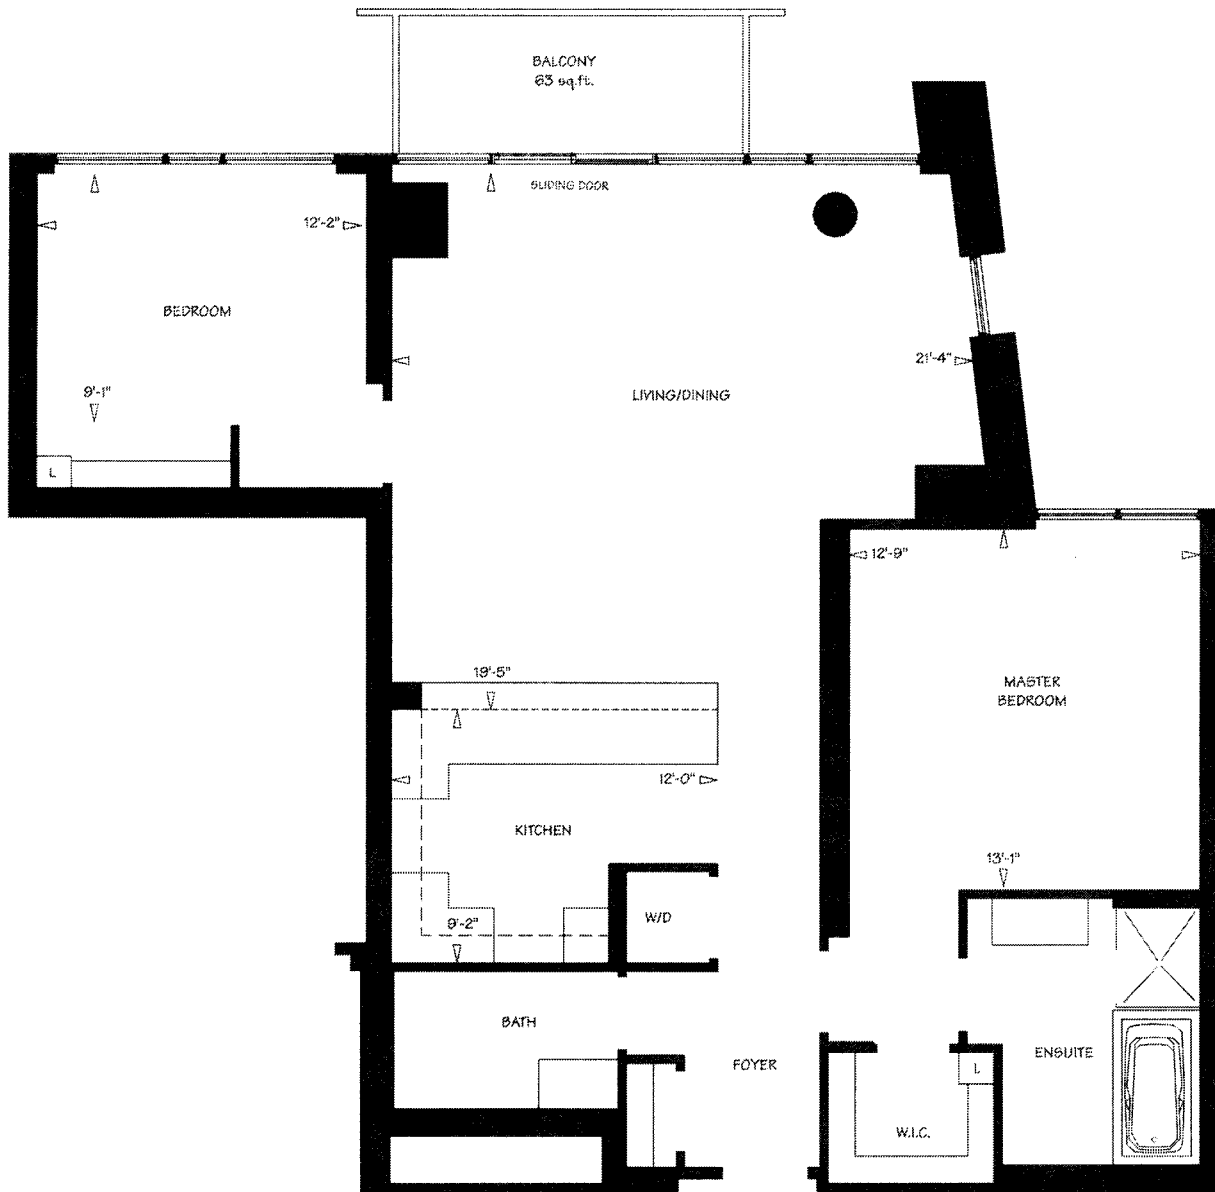 BALCONY
63 sq.ft.
SLIDING DOOR
12'-2"
BEDROOM
21'-4"
9'-1"
LIVING/DINING
L
12'-9"
19'-5"
MASTER
BEDROOM
12'-0"
KITCHEN
13'-1"
9'-2"
W/D
BATH
FOYER
ENSUITE
L
W.I.C.